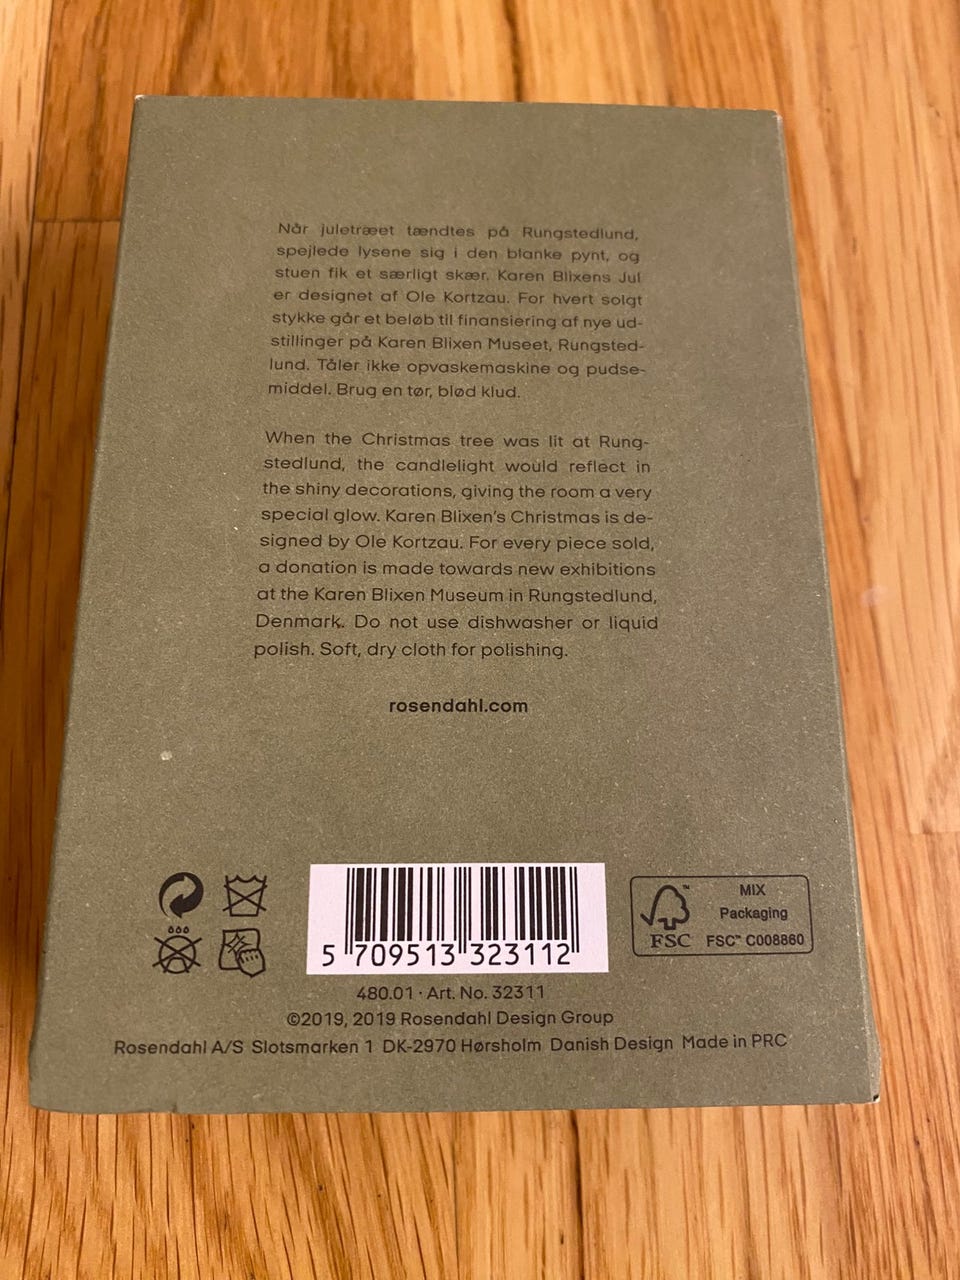 Når juletræet tændtes på Rungstedlund,
spejlede lysene sig i den blanke pynt, og
stuen fik et særligt skær. Karen Blixens Jul
er designet af Ole Kortzau. For hvert solgt
stykke går et beløb til finansiering af nye ud-
stillinger på Karen Blixen Museet, Rungsted-
lund. Tåler ikke opvaskemaskine og pudse-
middel. Brug en tør, blød klud.
When the Christmas tree was lit at Rung-
stedlund, the candlelight would reflect in
the shiny decorations, giving the room a very
special glow. Karen Blixen's Christmas is de-
signed by Ole Kortzau. For every piece sold,
a donation is made towards new exhibitions
at the Karen Blixen Museum in Rungstedlund,
Denmark. Do not use dishwasher or liquid
polish. Soft, dry cloth for polishing.
rosendahl.com
5 709513 323112
MIX
Packaging
FSC™ C008860
FSC™
480.01 · Art. No. 32311
©2019, 2019 Rosendahl Design Group
Rosendahl A/S Slotsmarken 1 DK-2970 Hørsholm Danish Design Made in PRC